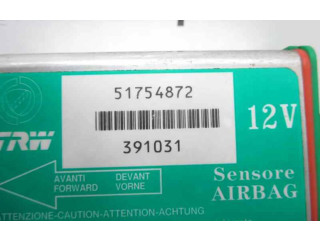 51754872
12V
391031
TRW
Sensore
AIRBAG
AVANTI DEVANT
FORWARD VORNE
ATTENZIONE-CAUTION-ATTENTION-ACHTUNG